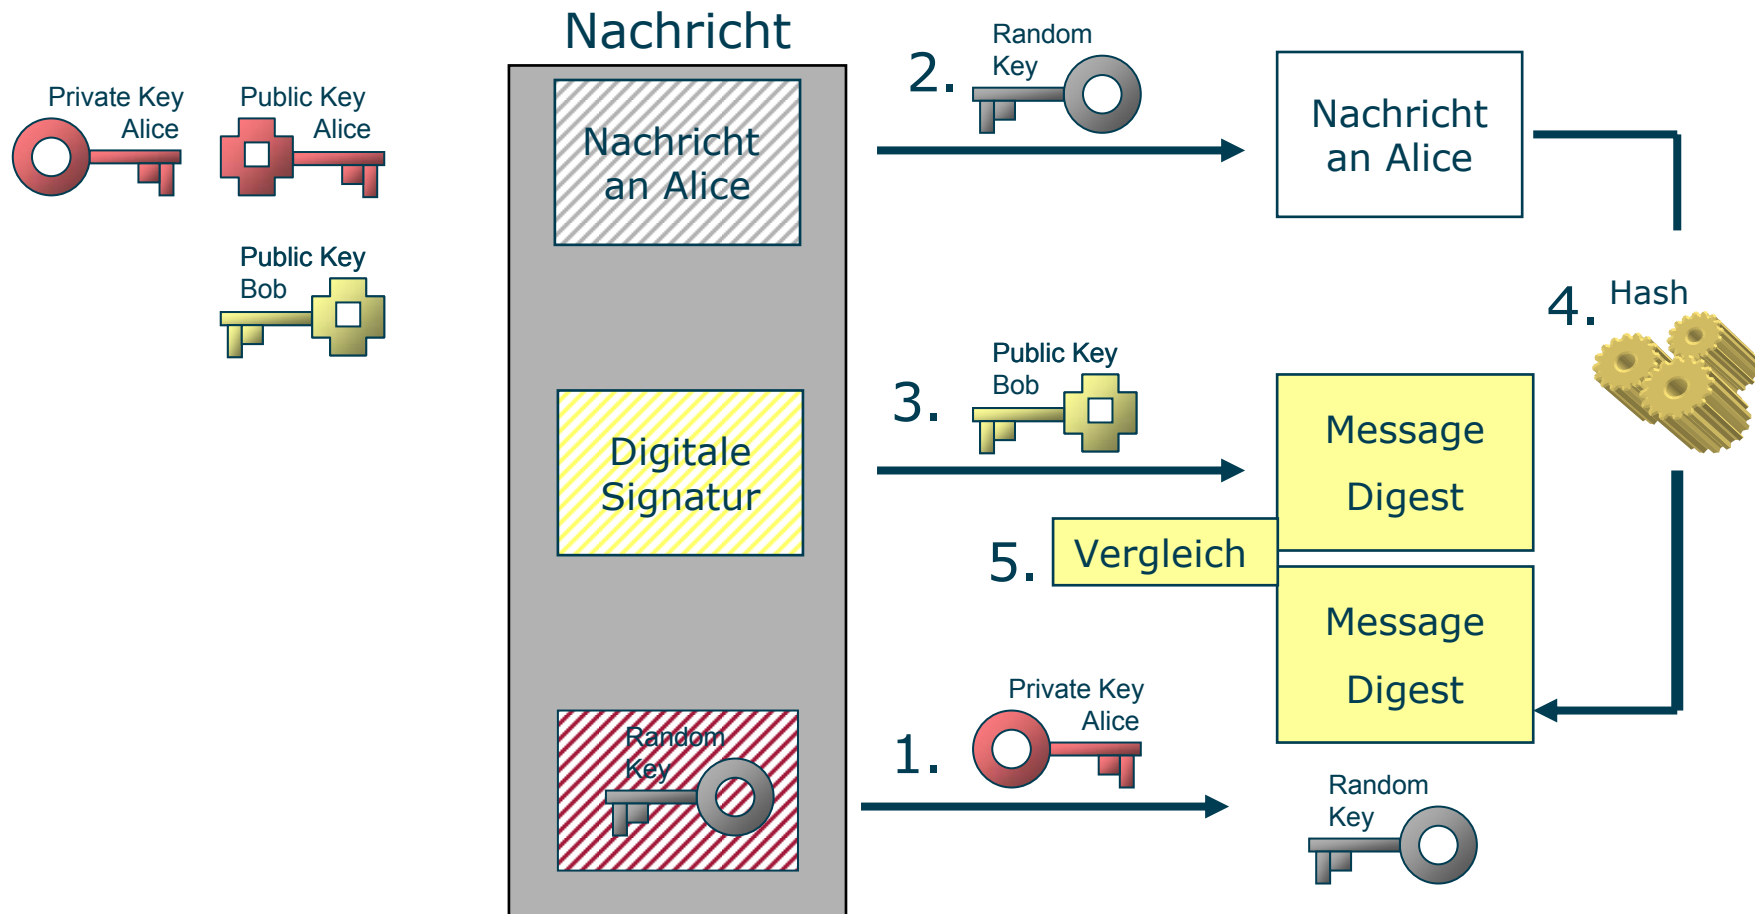 Nachricht
Private Key
Alice
Public Key
Alice
Public Key
Bob
Nachricht
an Alice
Digitale
Signatur
Random
Key
2.
Random
Key
Nachricht
an Alice
4.
Hash
3.
Public Key
Bob
Message
Digest
5.
Vergleich
Message
Digest
1.
Private Key
Alice
Random
Key